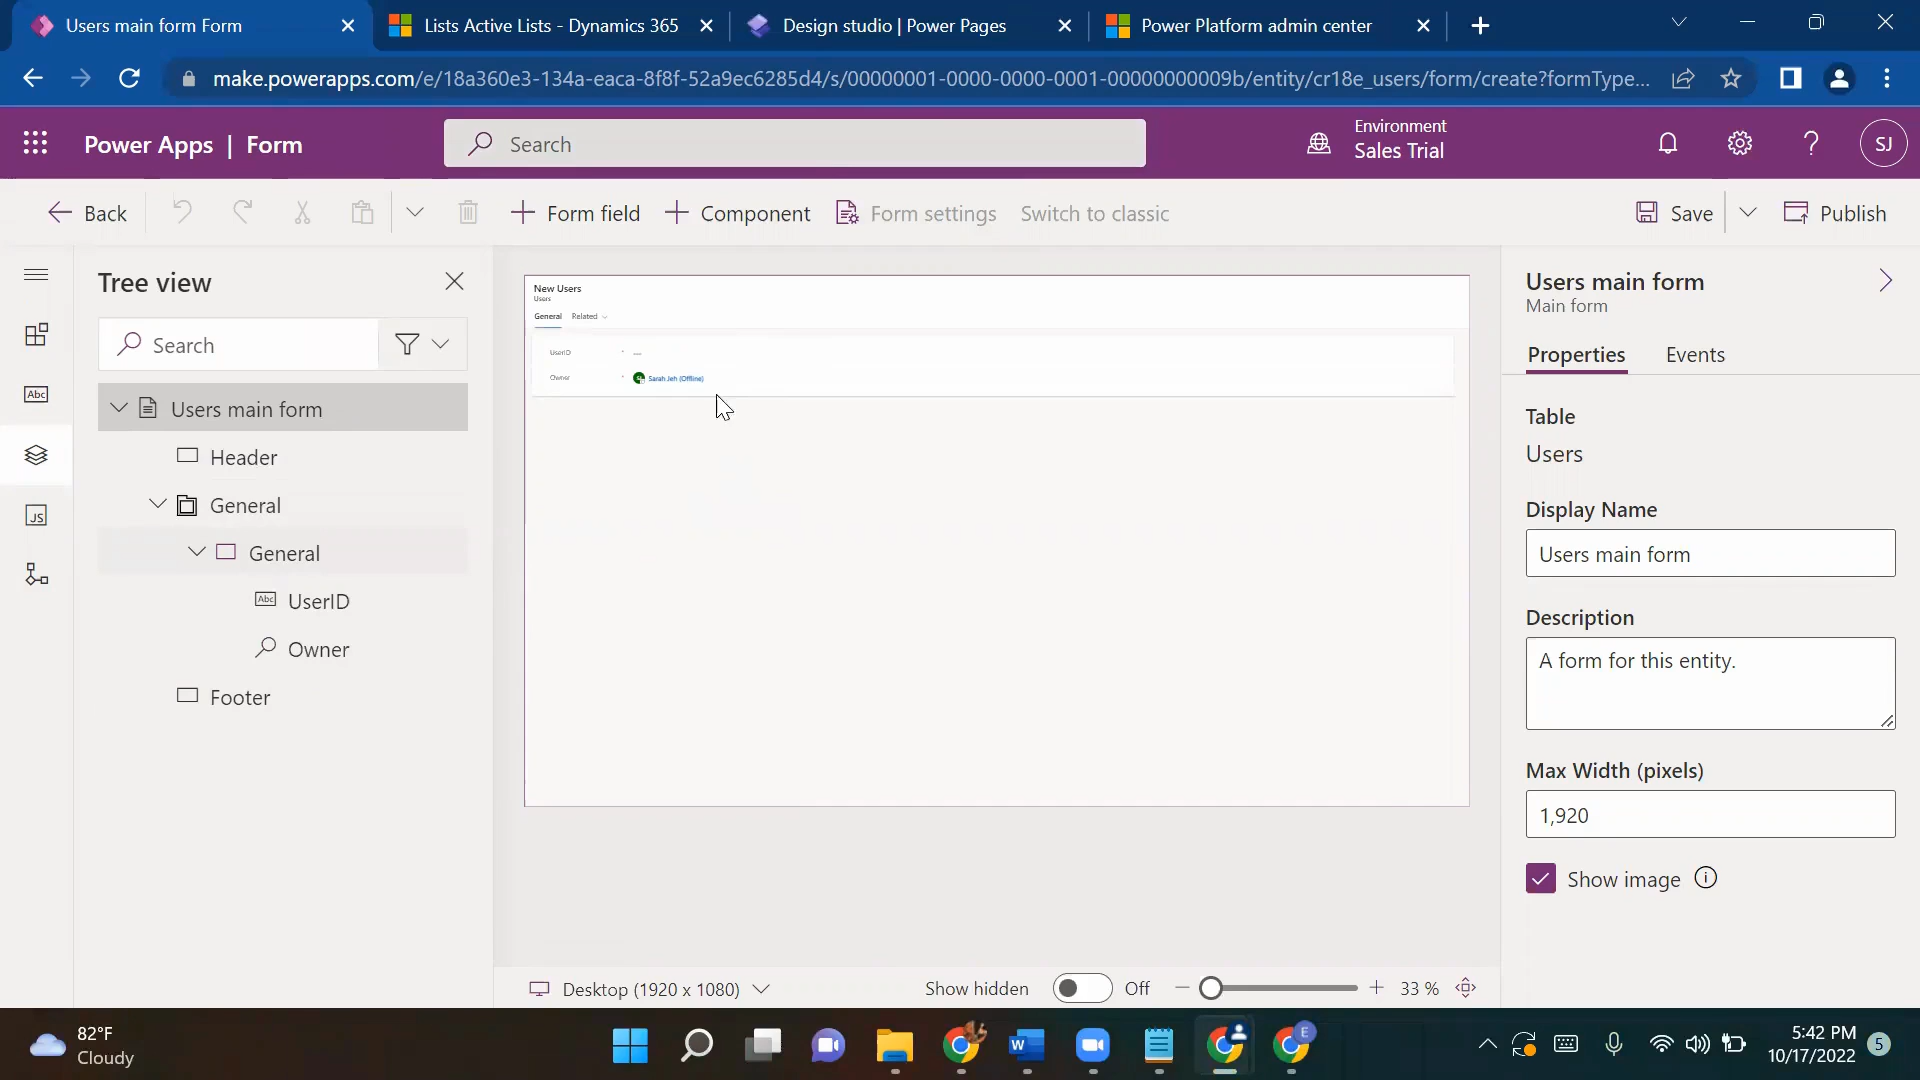 Users main form Form
Lists Active Lists - Dynamics 365
Design studio | Power Pages
Power Platform admin center
make.powerapps.com/e/18a360e3-134a-eaca-8f8f-52a9ec6285d4/s/00000001-0000-0000-0001-00000000009b/entity/cr18e_users/form/create?formType...
Power Apps | Form
Search
Environment
Sales Trial
SJ
Back
Form field
Component
Form settings
Switch to classic
Save
Publish
Tree view
Search
Users main form
Header
General
General
Abc UserID
Owner
Footer
Abc
JS
New Users
Users
General Related
UserID * ---
Owner * Sarah Jeh (Offline)
Users main form
Main form
Properties Events
Table
Users
Display Name
Users main form
Description
A form for this entity.
Max Width (pixels)
1,920
Show image
Desktop (1920 x 1080)
Show hidden
Off
33 %
82°F
Cloudy
W
E
5:42 PM
10/17/2022
5